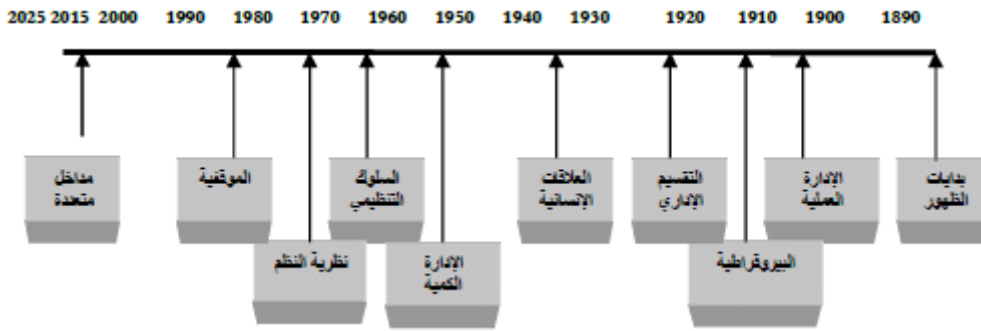 2025 2015 2000 1990 1980 1970 1960 1950 1940 1930 1920 1910 1900 1890
بدايات
الظهور
الإدارة
العملية
البيروقراطية
التقسيم
الإداري
العلاقات
الإنسانية
الإدارة
الكمية
السلوك
التنظيمي
نظرية النظم
الموقفية
مداخل
متعددة